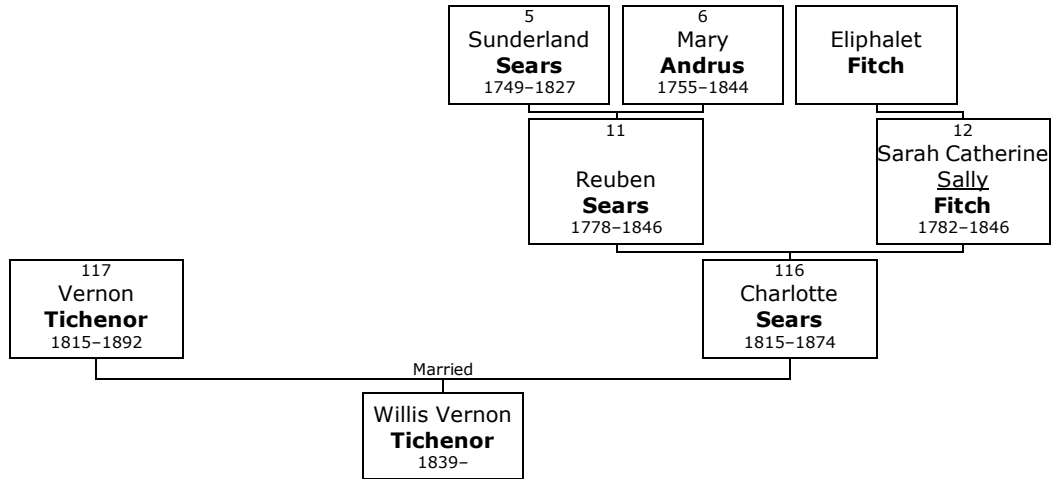 5
Sunderland
Sears
1749–1827
6
Mary
Andrus
1755–1844
Eliphalet
Fitch
11
Reuben
Sears
1778–1846
12
Sarah Catherine
Sally
Fitch
1782–1846
117
Vernon
Tichenor
1815–1892
116
Charlotte
Sears
1815–1874
Married
Willis Vernon
Tichenor
1839–